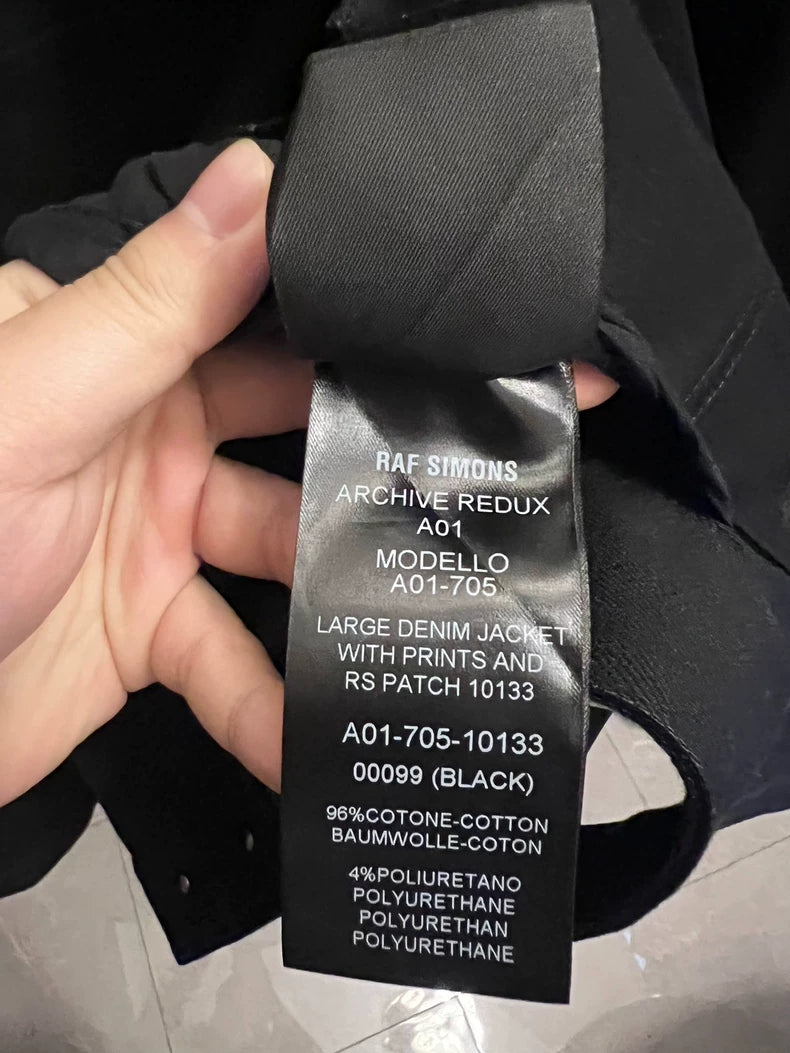 RAF SIMONS
ARCHIVE REDUX
A01
MODELLO
A01-705
LARGE DENIM JACKET
WITH PRINTS AND
RS PATCH 10133
A01-705-10133
00099 (BLACK)
96%COTONE-COTTON
BAUMWOLLE-COTON
4%POLIURETANO
POLYURETHANE
POLYURETHAN
POLYURETHANE